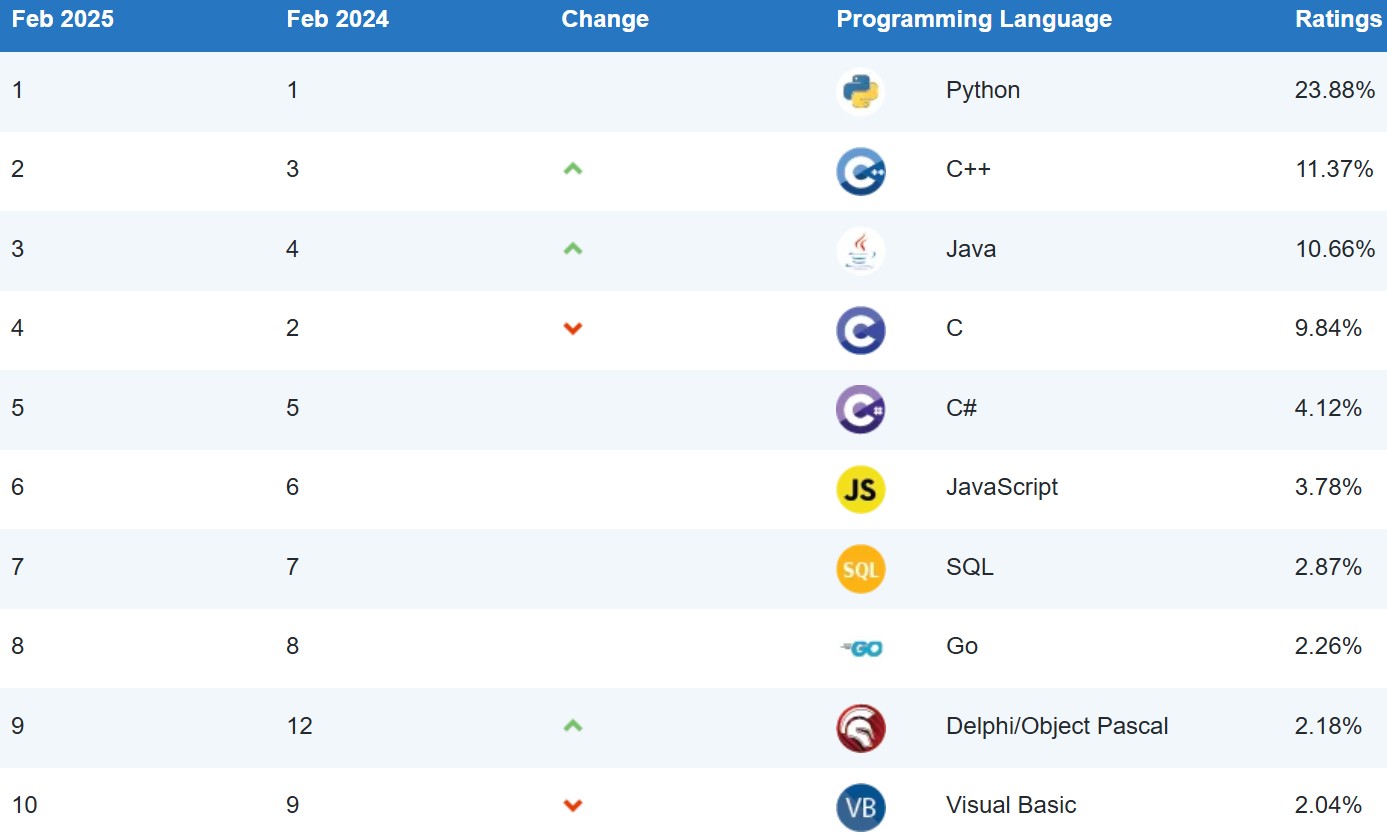 Feb 2025 Feb 2024 Change Programming Language Ratings
1 1 Python 23.88%
2 3 C++ 11.37%
3 4 Java 10.66%
4 2 C 9.84%
5 5 C# 4.12%
6 6 JS JavaScript 3.78%
7 7 SQL SQL 2.87%
8 8 GO Go 2.26%
9 12 Delphi/Object Pascal 2.18%
10 9 VB Visual Basic 2.04%